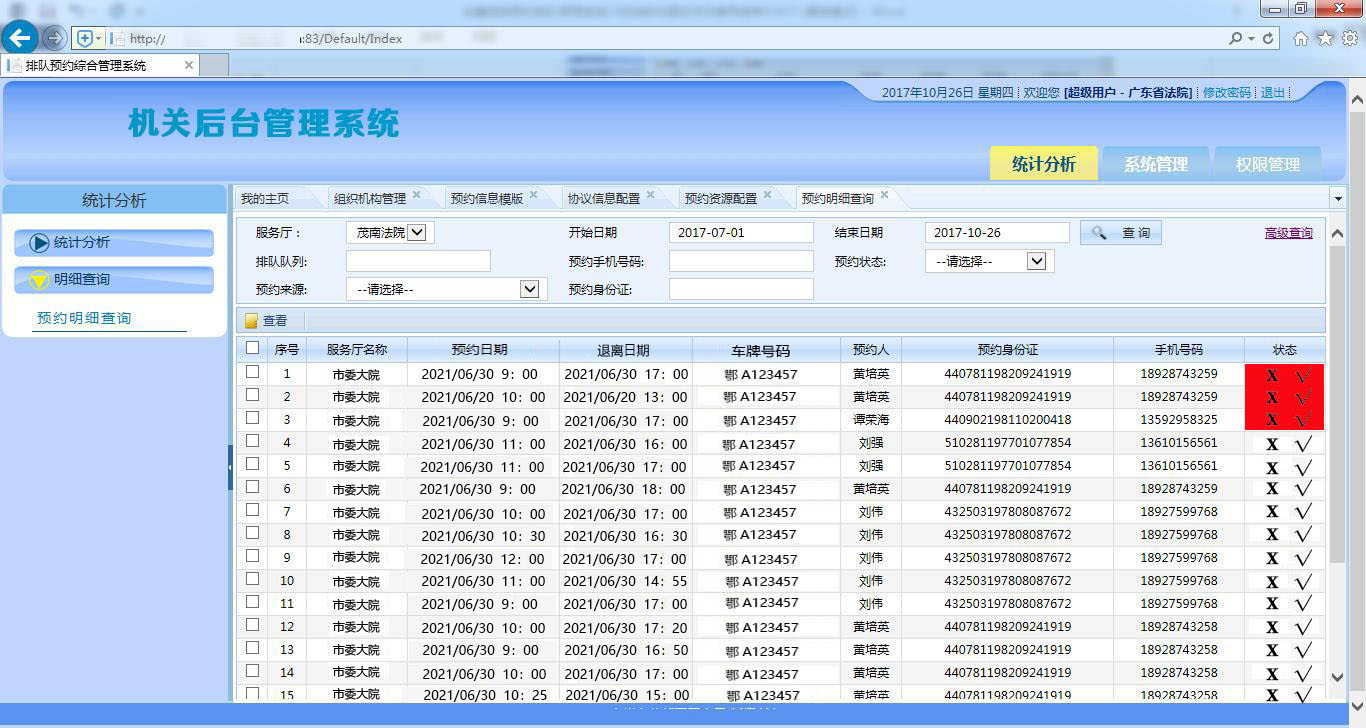 http:// :83/Default/Index
排队预约综合管理系统
2017年10月26日 星期四 欢迎您 [超级用户 - 广东省法院] 修改密码 退出
机关后台管理系统
统计分析 系统管理 权限管理
统计分析
统计分析
明细查询
预约明细查询
我的主页 组织机构管理 预约信息模版 协议信息配置 预约资源配置 预约明细查询
服务厅: 茂南法院 开始日期 2017-07-01 结束日期 2017-10-26 查 询 高级查询
排队队列: 预约手机号码: 预约状态: --请选择--
预约来源: --请选择-- 预约身份证:
查看
序号 服务厅名称 预约日期 退离日期 车牌号码 预约人 预约身份证 手机号码 状态
1 市委大院 2021/06/30 9：00 2021/06/30 17：00 鄂 A123457 黄培英 440781198209241919 18928743259 X √
2 市委大院 2021/06/20 10：00 2021/06/20 13：00 鄂 A123457 黄培英 440781198209241919 18928743259 X √
3 市委大院 2021/06/30 9：00 2021/06/30 17：00 鄂 A123457 谭荣海 440902198110200418 13592958325 X √
4 市委大院 2021/06/30 11：00 2021/06/30 16：00 鄂 A123457 刘强 510281197701077854 13610156561 X √
5 市委大院 2021/06/30 11：00 2021/06/30 17：00 鄂 A123457 刘强 510281197701077854 13610156561 X √
6 市委大院 2021/06/30 9：00 2021/06/30 18：00 鄂 A123457 黄培英 440781198209241919 18928743259 X √
7 市委大院 2021/06/30 10：00 2021/06/30 17：00 鄂 A123457 刘伟 432503197808087672 18927599768 X √
8 市委大院 2021/06/30 10：30 2021/06/30 16：30 鄂 A123457 刘伟 432503197808087672 18927599768 X √
9 市委大院 2021/06/30 12：00 2021/06/30 17：00 鄂 A123457 刘伟 432503197808087672 18927599768 X √
10 市委大院 2021/06/30 11：00 2021/06/30 14：55 鄂 A123457 刘伟 432503197808087672 18927599768 X √
11 市委大院 2021/06/30 9：00 2021/06/30 17：00 鄂 A123457 刘伟 432503197808087672 18927599768 X √
12 市委大院 2021/06/30 10：00 2021/06/30 17：20 鄂 A123457 黄培英 440781198209241919 18928743258 X √
13 市委大院 2021/06/30 9：00 2021/06/30 16：50 鄂 A123457 黄培英 440781198209241919 18928743258 X √
14 市委大院 2021/06/30 10：00 2021/06/30 17：00 鄂 A123457 黄培英 440781198209241919 18928743258 X √
15 市委大院 2021/06/30 10：25 2021/06/30 15：00 鄂 A123457 黄培英 440781198209241919 18928743258 X √